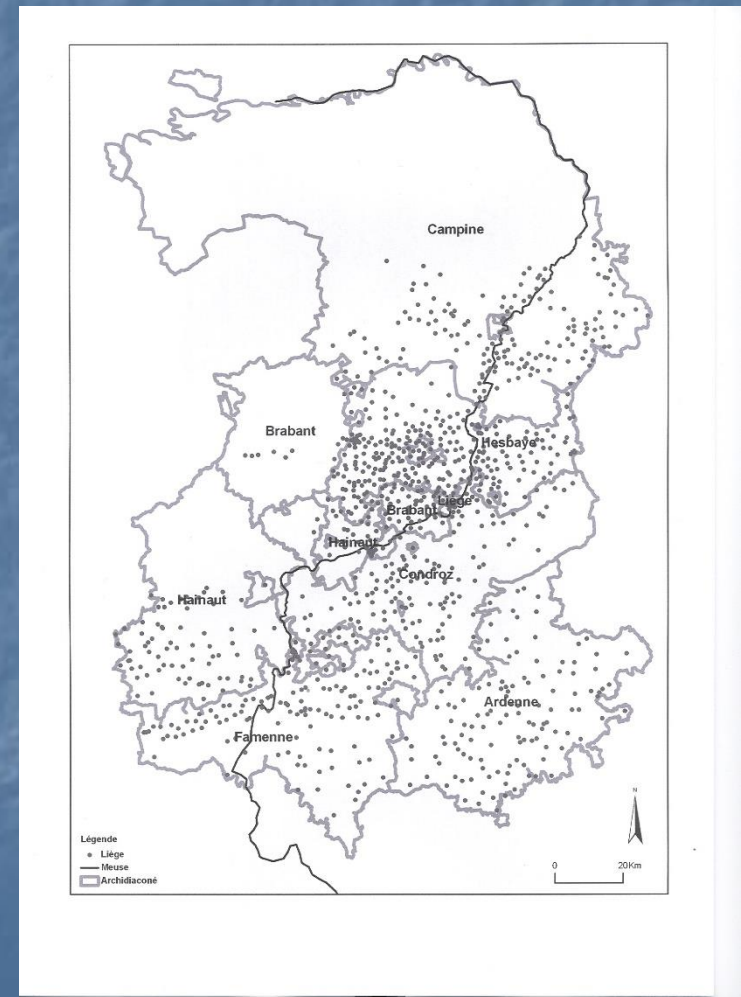 Campine
Brabant
Hesbaye
Liège
Brabant
Hainaut
Condroz
Hainaut
Ardenne
Famenne
N
Légende
Liège
Meuse
Archidiaconé
0 20Km